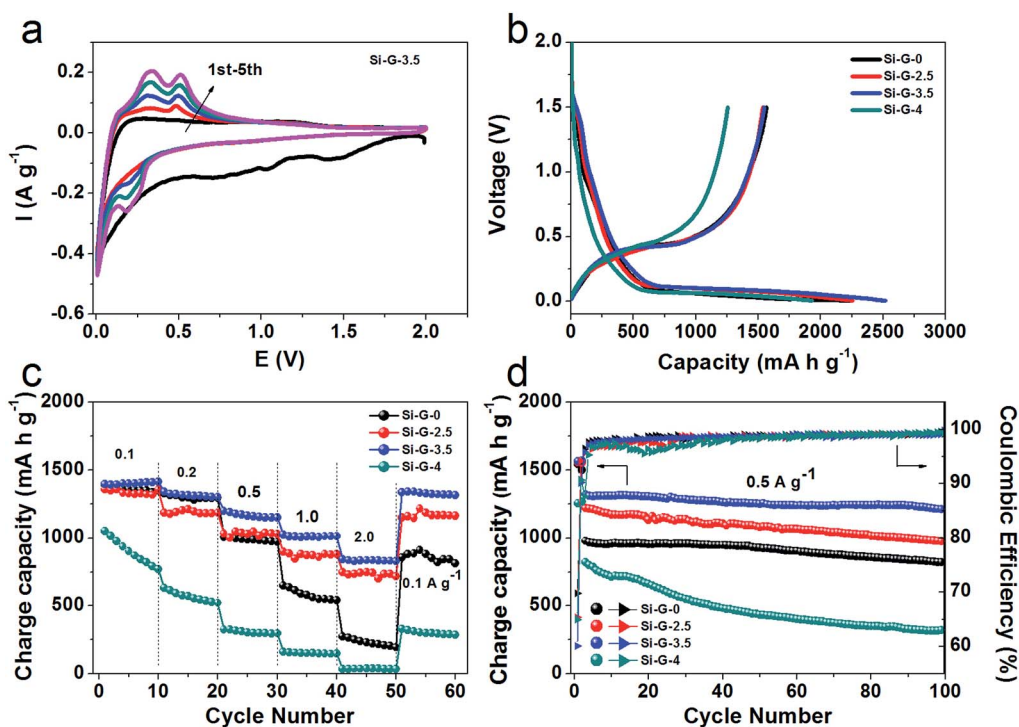 a
Si-G-3.5
1st-5th
0.2
0.0
-0.2
-0.4
-0.6
I (A g-1)
0.0 0.5 1.0 1.5 2.0
E (V)
b
Si-G-0
Si-G-2.5
Si-G-3.5
Si-G-4
2.0
1.5
1.0
0.5
0.0
Voltage (V)
0 500 1000 1500 2000 2500 3000
Capacity (mA h g-1)
c
Si-G-0
Si-G-2.5
Si-G-3.5
Si-G-4
0.1
0.2
0.5
1.0
2.0
0.1 A g-1
2000
1800
1400
1000
500
0
Charge capacity (mA h g-1)
0 10 20 30 40 50 60
Cycle Number
d
0.5 A g-1
Si-G-0
Si-G-2.5
Si-G-3.5
Si-G-4
2000
1800
1400
1000
500
0
Charge capacity (mA h g-1)
100
90
80
70
60
Coulombic Efficiency (%)
0 20 40 60 80 100
Cycle Number